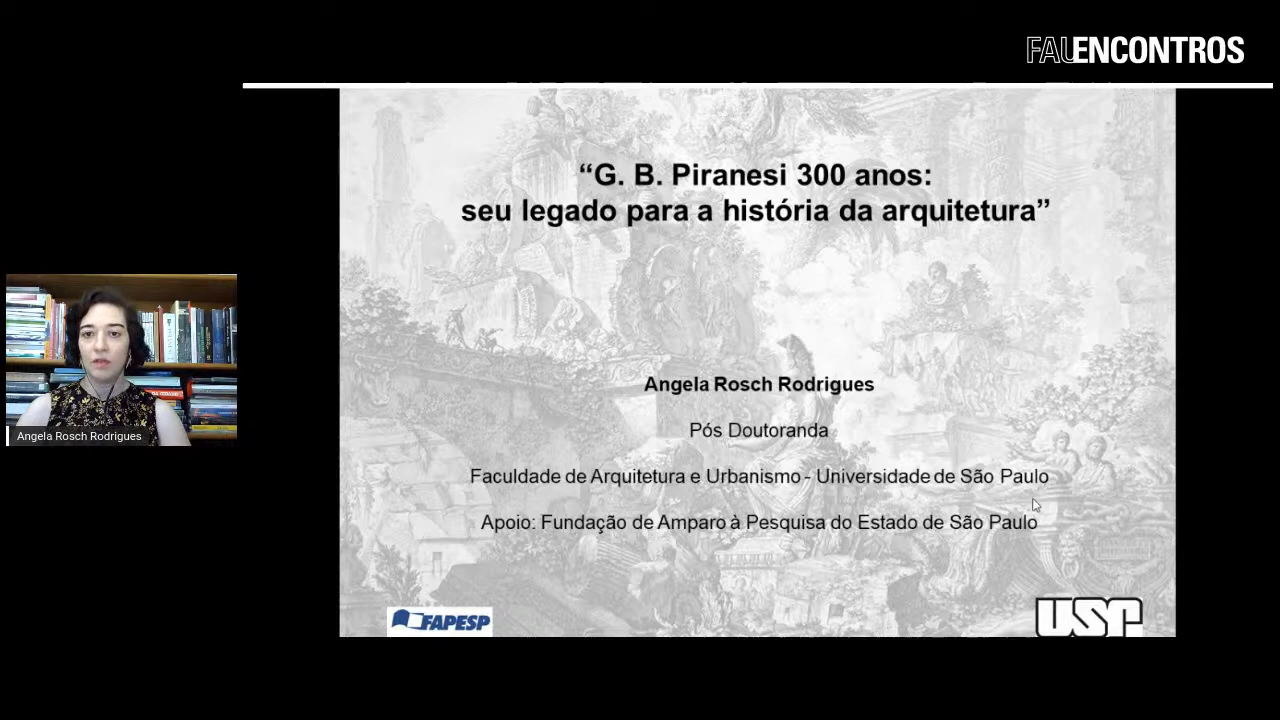 FAUENCONTROS
“G. B. Piranesi 300 anos:
seu legado para a história da arquitetura”
Angela Rosch Rodrigues
Pós Doutoranda
Faculdade de Arquitetura e Urbanismo - Universidade de São Paulo
Apoio: Fundação de Amparo à Pesquisa do Estado de São Paulo
Angela Rosch Rodrigues
FAPESP
USP